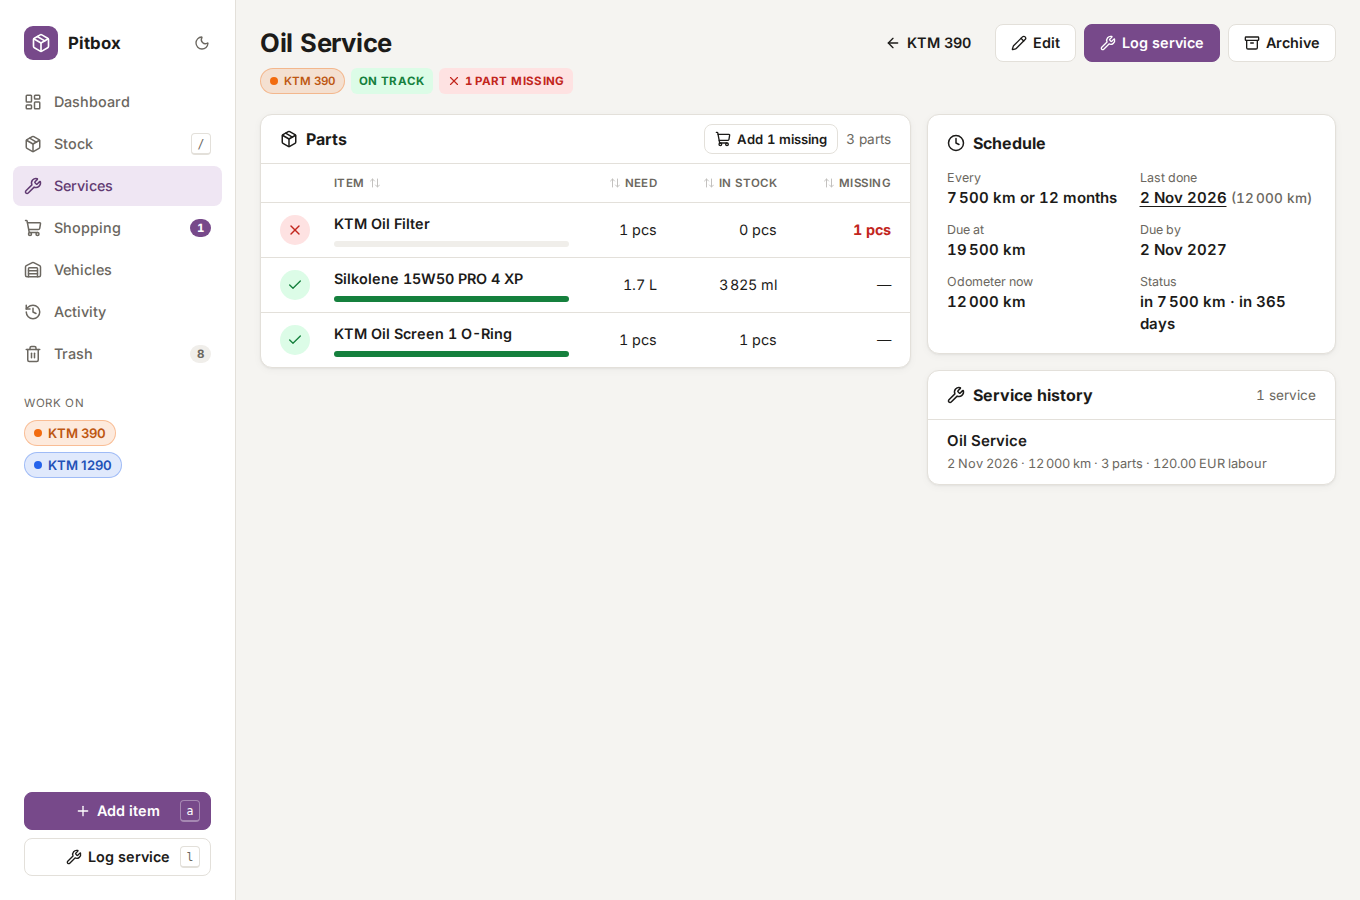 Pitbox
Dashboard
Stock /
Services
Shopping 1
Vehicles
Activity
Trash 8
WORK ON
KTM 390
KTM 1290
Add item a
Log service l
Oil Service
KTM 390 Edit Log service Archive
KTM 390 ON TRACK 1 PART MISSING
Parts Add 1 missing 3 parts
ITEM NEED IN STOCK MISSING
KTM Oil Filter 1 pcs 0 pcs 1 pcs
Silkolene 15W50 PRO 4 XP 1.7 L 3 825 ml —
KTM Oil Screen 1 O-Ring 1 pcs 1 pcs —
Schedule
Every Last done
7 500 km or 12 months 2 Nov 2026 (12 000 km)
Due at Due by
19 500 km 2 Nov 2027
Odometer now Status
12 000 km in 7 500 km · in 365
days
Service history 1 service
Oil Service
2 Nov 2026 · 12 000 km · 3 parts · 120.00 EUR labour